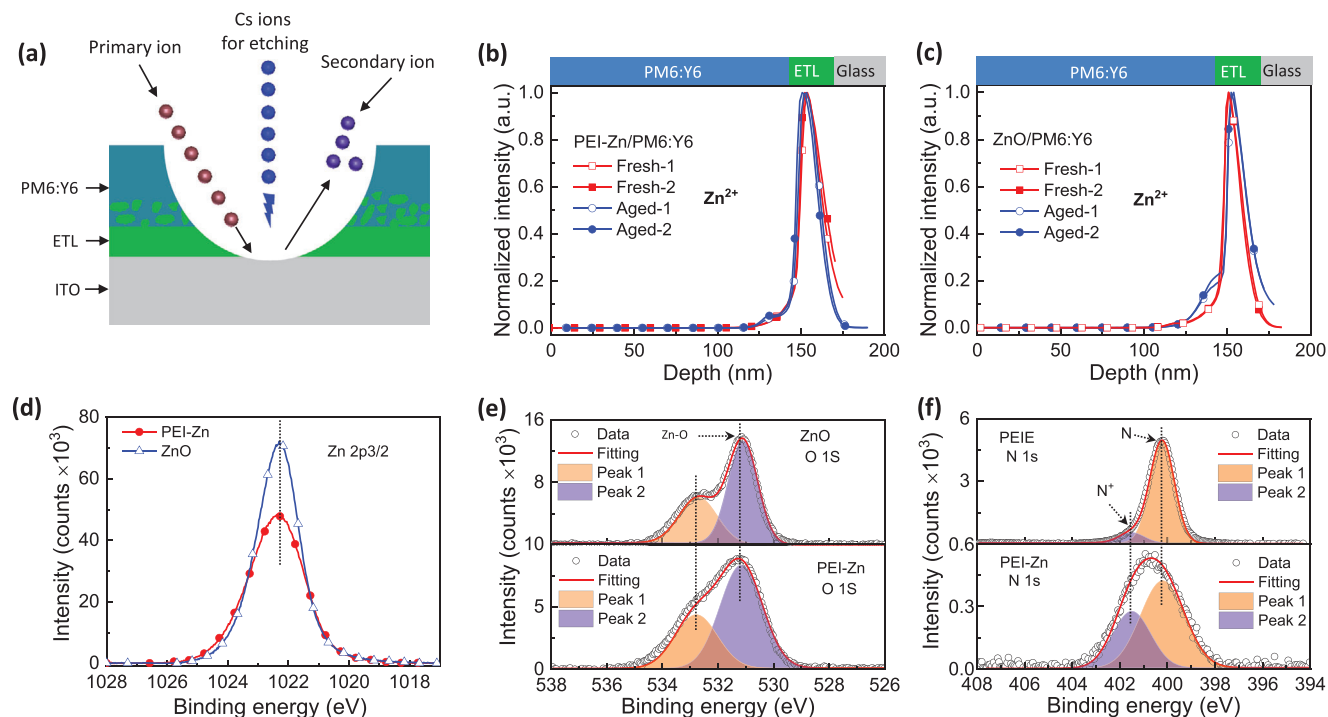 (a)
Primary ion
Cs ions
for etching
Secondary ion
PM6:Y6
ETL
ITO
(b)
PM6:Y6
ETL
Glass
Normalized intensity (a.u.)
1.0
0.8
0.6
0.4
0.2
0.0
PEI-Zn/PM6:Y6
Fresh-1
Fresh-2
Aged-1
Aged-2
Zn2+
0
50
100
150
200
Depth (nm)
(c)
PM6:Y6
ETL
Glass
Normalized intensity (a.u.)
1.0
0.8
0.6
0.4
0.2
0.0
ZnO/PM6:Y6
Fresh-1
Fresh-2
Aged-1
Aged-2
Zn2+
0
50
100
150
200
Depth (nm)
(d)
Intensity (counts ×10³)
80
60
40
20
0
PEI-Zn
ZnO
Zn 2p3/2
1028
1026
1024
1022
1020
1018
Binding energy (eV)
(e)
Intensity (counts ×10³)
16
8
10
5
0
Zn-O
Data
Fitting
Peak 1
Peak 2
ZnO
O 1S
Data
Fitting
Peak 1
Peak 2
PEI-Zn
O 1S
538
536
534
532
530
528
526
Binding energy (eV)
(f)
Intensity (counts ×10³)
6
3
0.6
0.3
0.0
PEIE
N 1s
N
N⁺
Data
Fitting
Peak 1
Peak 2
PEI-Zn
N 1s
Data
Fitting
Peak 1
Peak 2
408
406
404
402
400
398
396
394
Binding energy (eV)